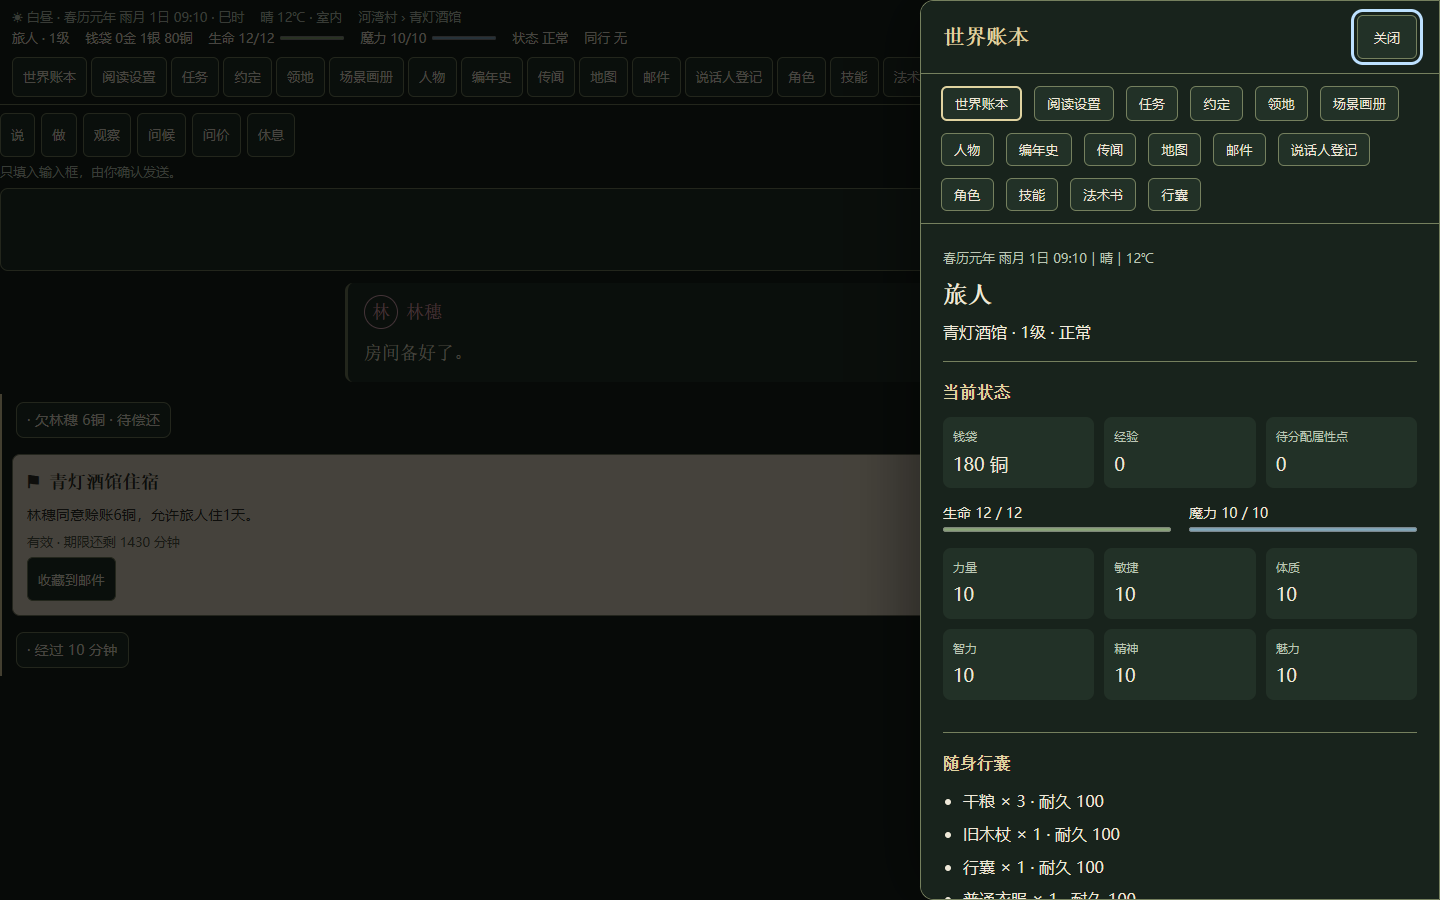 ☀ 白昼 · 春历元年 雨月 1日 09:10 · 巳时 晴 12°C · 室内 河湾村 › 青灯酒馆
旅人 · 1级 钱袋 0金 1银 80铜 生命 12/12 魔力 10/10 状态 正常 同行 无
世界账本 阅读设置 任务 约定 领地 场景画册 人物 编年史 传闻 地图 邮件 说话人登记 角色 技能 法术
说 做 观察 问候 问价 休息
只填入输入框，由你确认发送。
林 林穗
房间备好了。
· 欠林穗 6铜 · 待偿还
⚑ 青灯酒馆住宿
林穗同意赊账6铜，允许旅人住1天。
有效 · 期限还剩 1430 分钟
收藏到邮件
· 经过 10 分钟
世界账本
关闭
世界账本 阅读设置 任务 约定 领地 场景画册
人物 编年史 传闻 地图 邮件 说话人登记
角色 技能 法术书 行囊
春历元年 雨月 1日 09:10 | 晴 | 12°C
旅人
青灯酒馆 · 1级 · 正常
当前状态
钱袋 经验 待分配属性点
180 铜 0 0
生命 12 / 12 魔力 10 / 10
力量 敏捷 体质
10 10 10
智力 精神 魅力
10 10 10
随身行囊
• 干粮 × 3 · 耐久 100
• 旧木杖 × 1 · 耐久 100
• 行囊 × 1 · 耐久 100
• 普通衣服 × 1 · 耐久 100